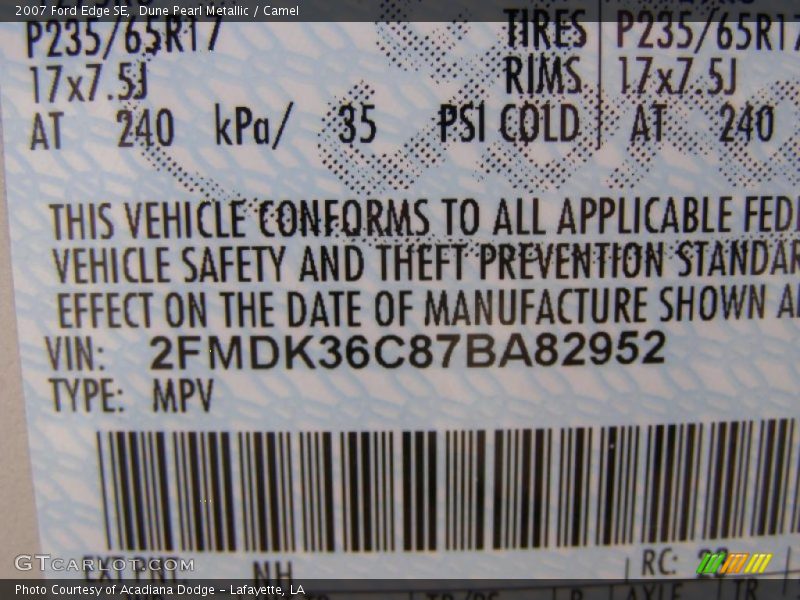 2007 Ford Edge SE, Dune Pearl Metallic / Camel
P235/65R17 TIRES P235/65R17
17x7.5J RIMS 17x7.5J
AT 240 kPa/ 35 PSI COLD AT 240
THIS VEHICLE CONFORMS TO ALL APPLICABLE FED
VEHICLE SAFETY AND THEFT PREVENTION STANDAR
EFFECT ON THE DATE OF MANUFACTURE SHOWN A
VIN: 2FMDK36C87BA82952
TYPE: MPV
EXT PNT: NH RC: 20
GTcarlot.com
Photo Courtesy of Acadiana Dodge - Lafayette, LA